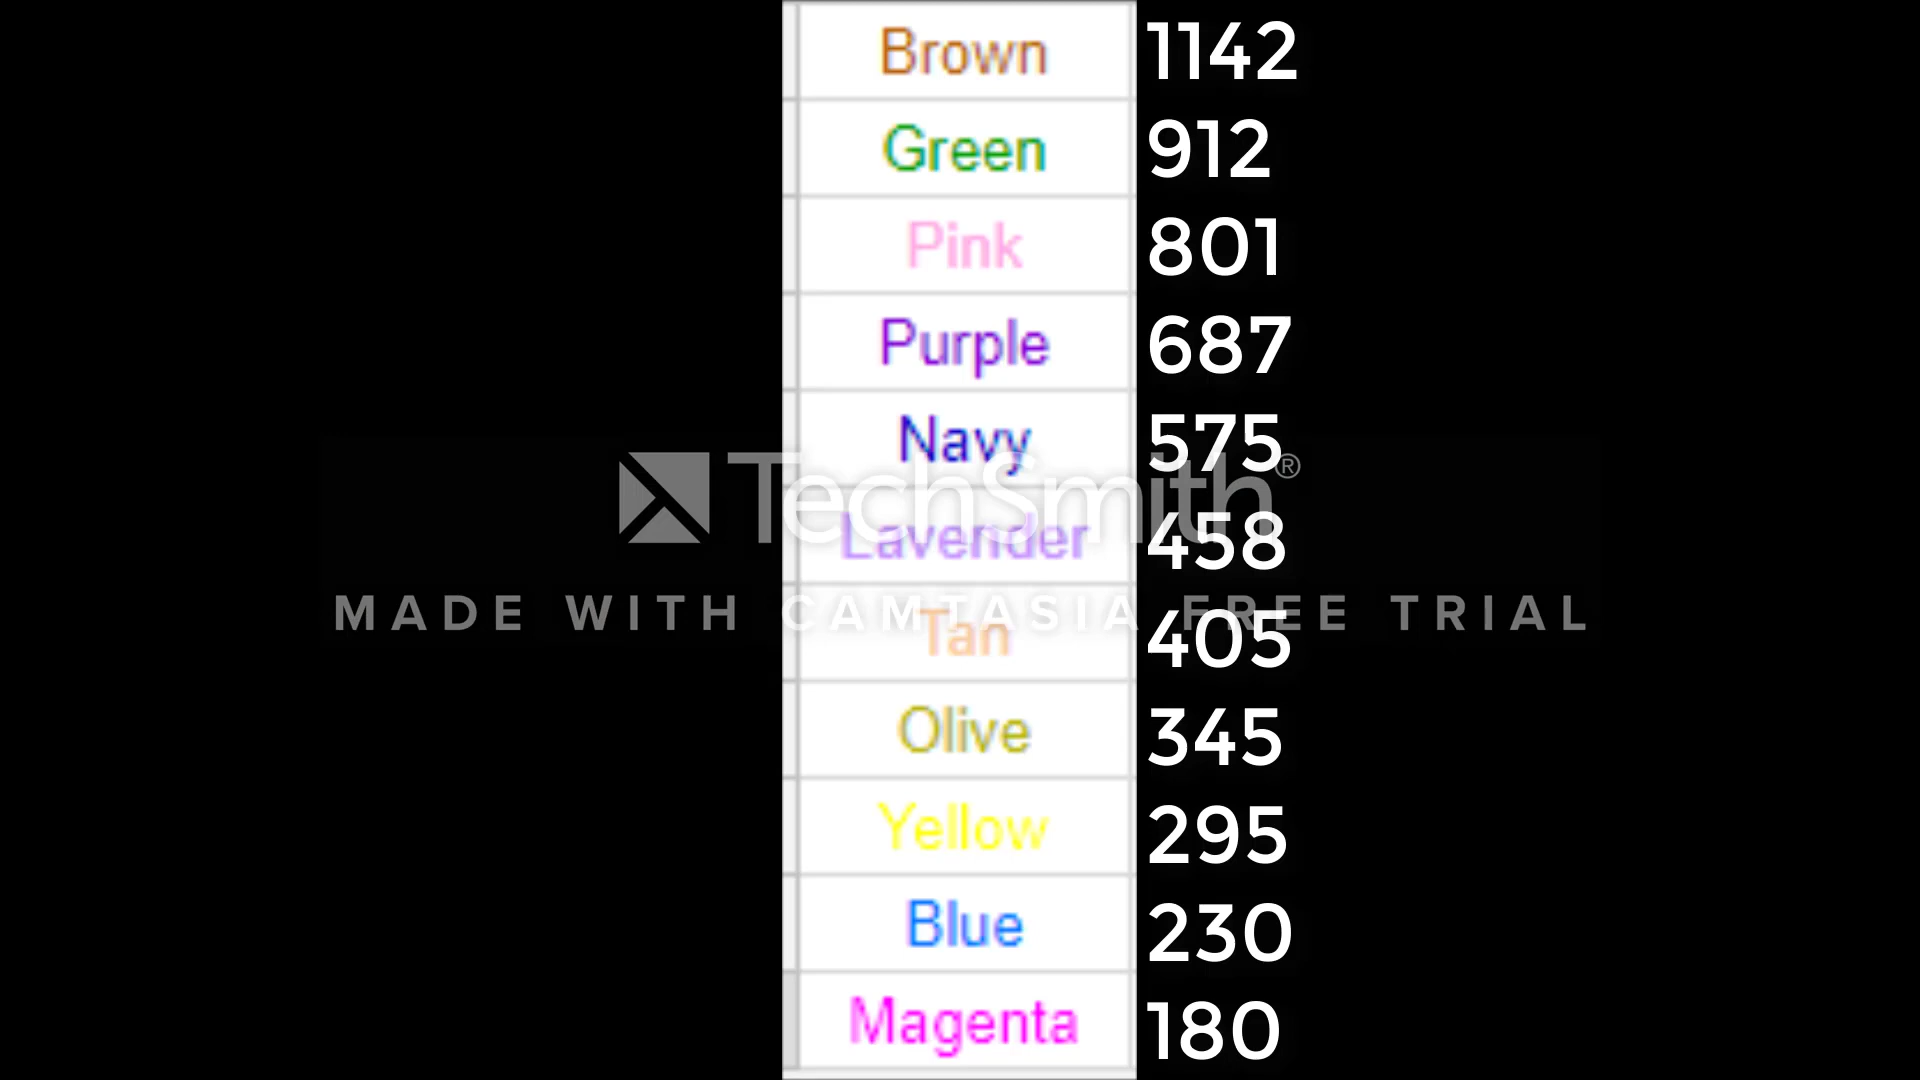 Brown 1142
Green 912
Pink 801
Purple 687
Navy 575
TechSmith®
Lavender 458
MADE WITH CAMTASIA FREE TRIAL
Tan 405
Olive 345
Yellow 295
Blue 230
Magenta 180